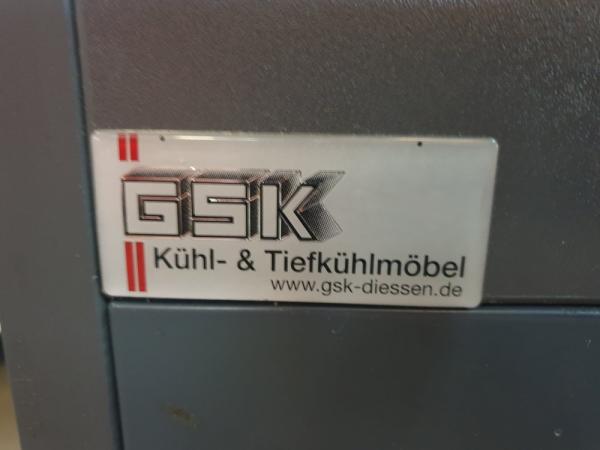 GSK
Kühl- & Tiefkühlmöbel
www.gsk-diessen.de